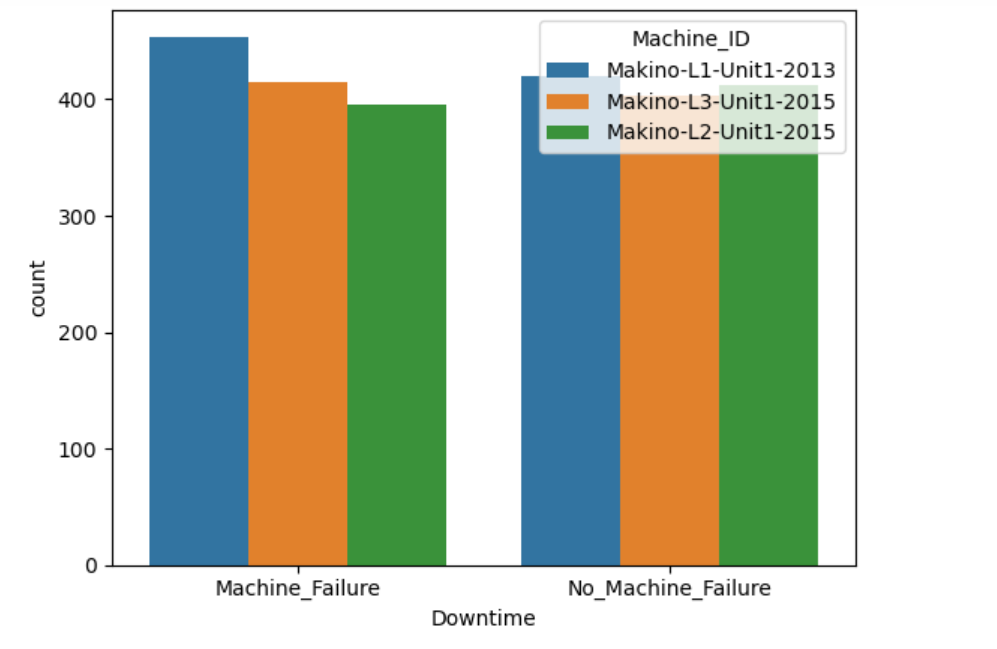 Machine_ID
Makino-L1-Unit1-2013
Makino-L3-Unit1-2015
Makino-L2-Unit1-2015
400
300
200
100
0
count
Machine_Failure No_Machine_Failure
Downtime